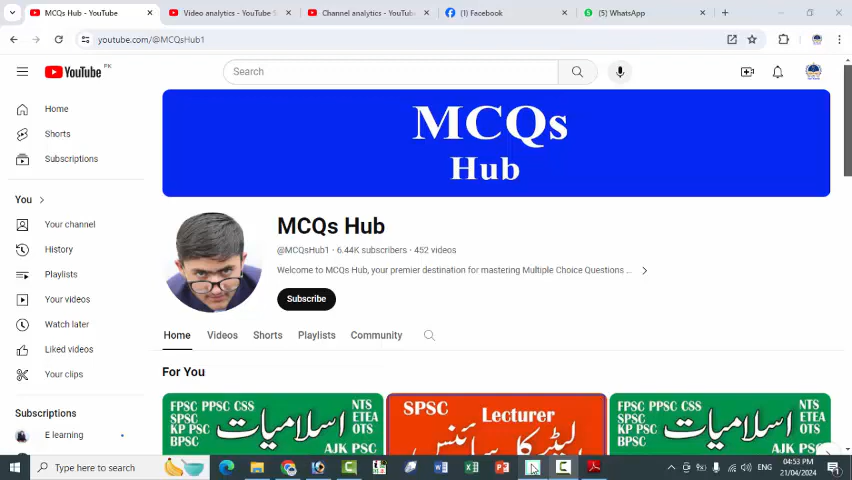 MCQs Hub - YouTube
Video analytics - YouTube S
Channel analytics - YouTube
(1) Facebook
(5) WhatsApp
youtube.com/@MCQsHub1
YouTube PK
Search
Home
Shorts
Subscriptions
You
Your channel
History
Playlists
Your videos
Watch later
Liked videos
Your clips
Subscriptions
E learning
MCQs
Hub
MCQs Hub
@MCQsHub1 · 6.44K subscribers · 452 videos
Welcome to MCQs Hub, your premier destination for mastering Multiple Choice Questions ...
Subscribe
Home Videos Shorts Playlists Community
For You
FPSC PPSC CSS
SPSC
KP PSC
BPSC
اسلامیات
NTS
ETEA
OTS
AJK PSC
SPSC
Lecturer
FPSC PPSC CSS
SPSC
KP PSC
BPSC
اسلامیات
NTS
ETEA
OTS
AJK PSC
Type here to search
ENG
04:53 PM
21/04/2024